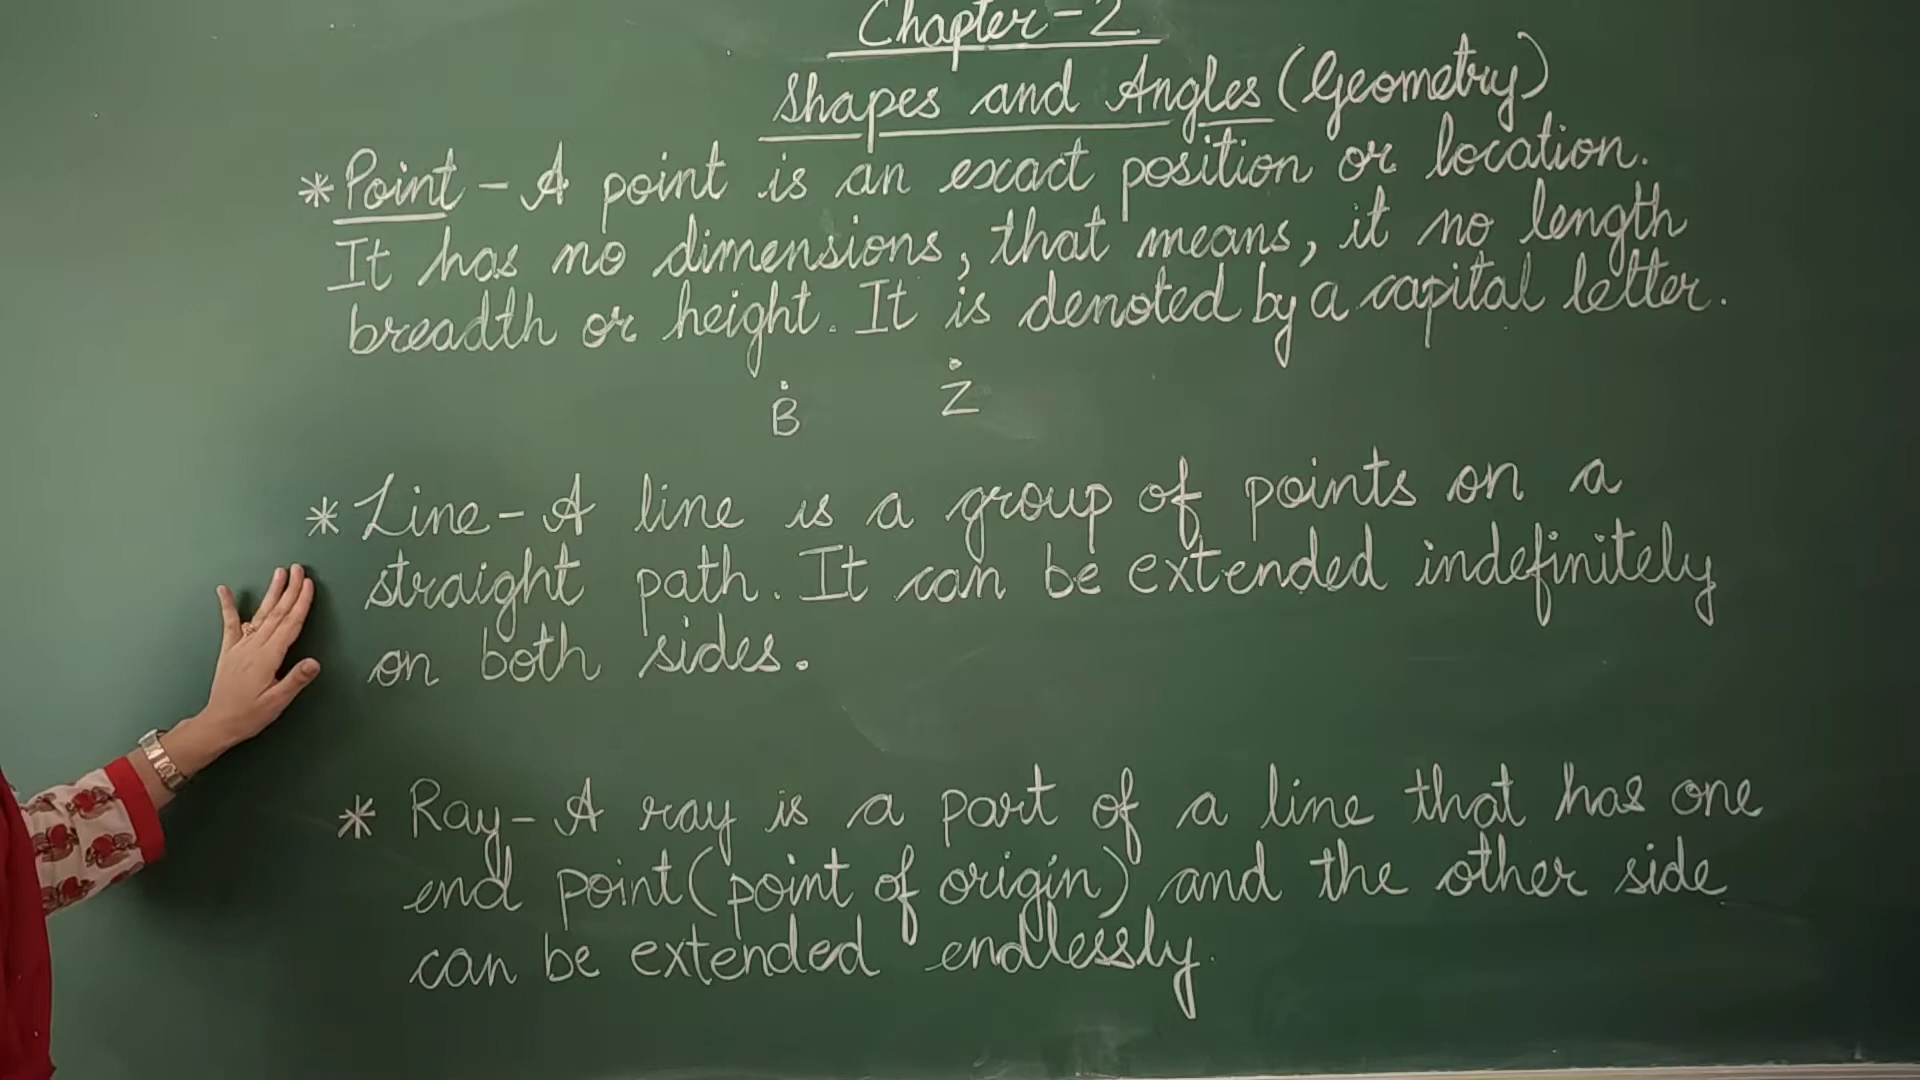 Chapter-2
Shapes and Angles (Geometry)
* Point - A point is an exact position or location.
It has no dimensions, that means, it no length
breadth or height. It is denoted by a capital letter.
B Z
* Line - A line is a group of points on a
straight path. It can be extended indefinitely
on both sides.
* Ray - A ray is a part of a line that has one
end point (point of origin) and the other side
can be extended endlessly.